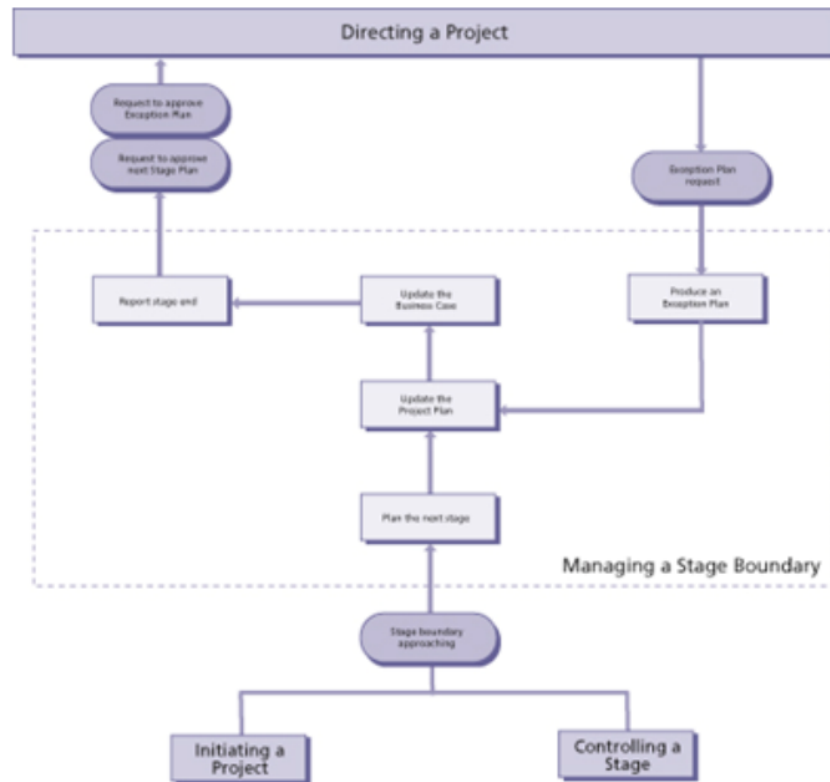 Directing a Project
Request to approve
Exception Plan
Request to approve
next Stage Plan
Exception Plan
request
Report stage end
Update the
Business Case
Produce an
Exception Plan
Update the
Project Plan
Plan the next stage
Managing a Stage Boundary
Stage boundary
approaching
Initiating a
Project
Controlling a
Stage